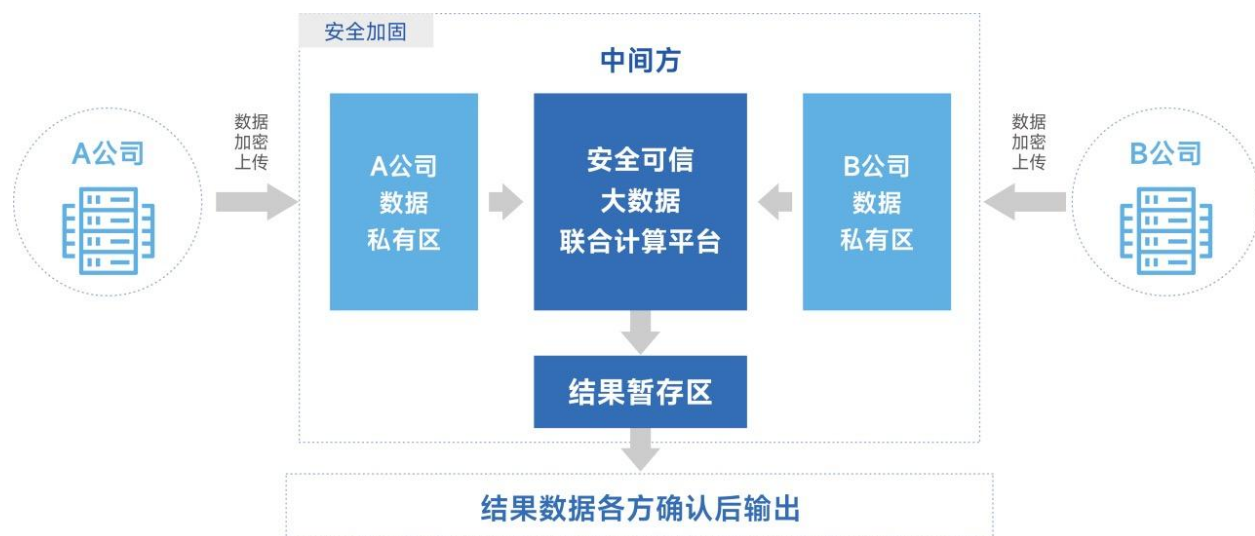 安全加固
中间方
A公司
数据
加密
上传
A公司
数据
私有区
安全可信
大数据
联合计算平台
B公司
数据
私有区
数据
加密
上传
B公司
结果暂存区
结果数据各方确认后输出